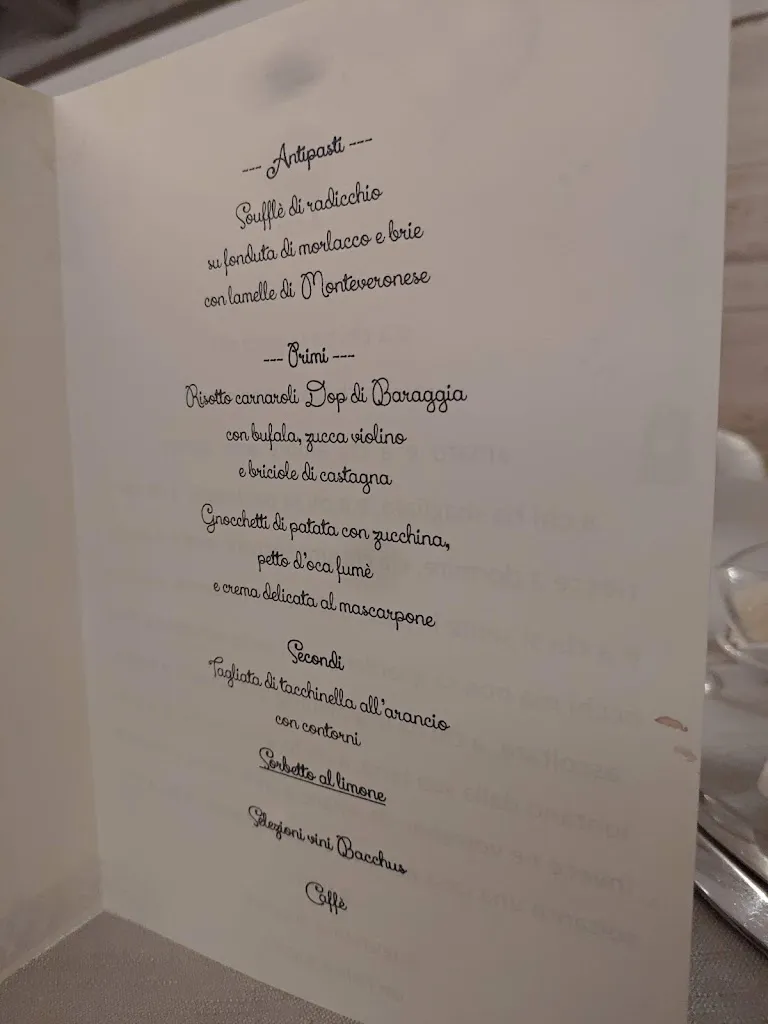 --- Antipasti ---
Soufflè di radicchio
su fonduta di morlacco e brie
con lamelle di Monteveronese
--- Primi ---
Risotto carnaroli Dop di Baraggia
con bufala, zucca violino
e briciole di castagna
Gnocchetti di patata con zucchina,
petto d'oca fumè
e crema delicata al mascarpone
Secondi
Tagliata di tacchinella all'arancio
con contorni
Sorbetto al limone
Selezioni vini Bacchus
Caffè